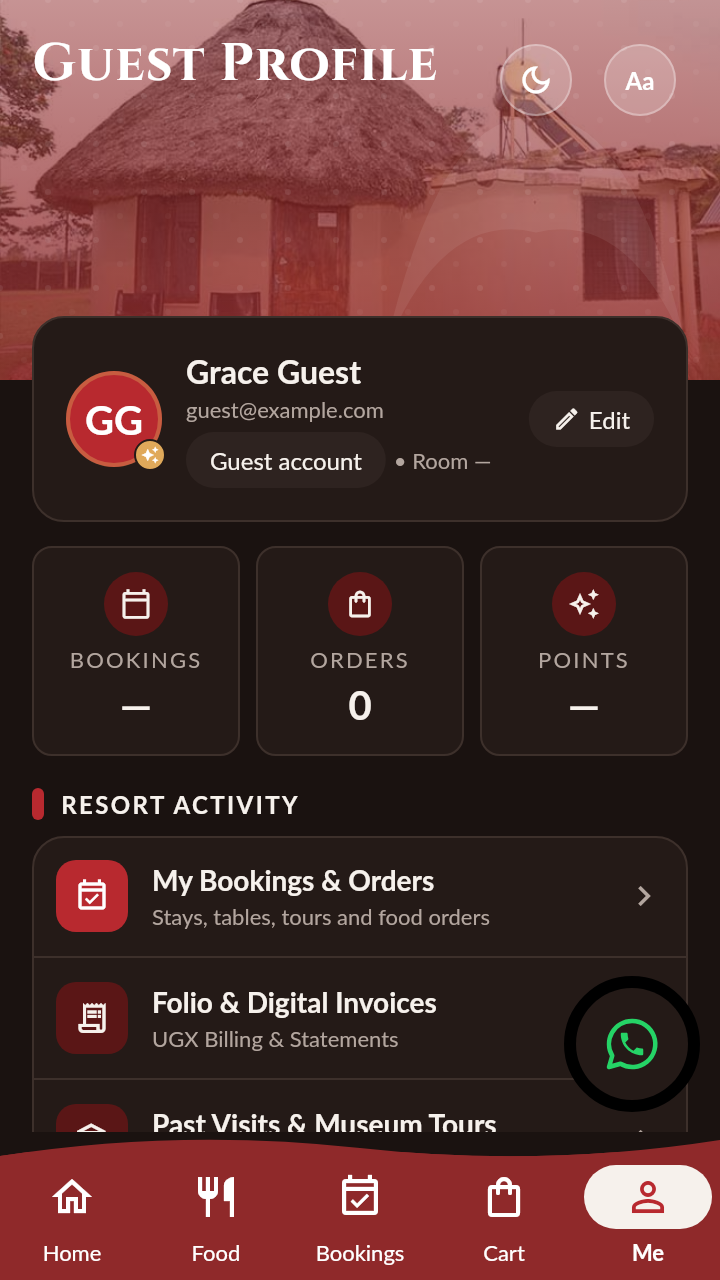 Guest Profile
Aa
GG
Grace Guest
guest@example.com
Guest account • Room —
Edit
BOOKINGS
—
ORDERS
0
POINTS
—
RESORT ACTIVITY
My Bookings & Orders
Stays, tables, tours and food orders
Folio & Digital Invoices
UGX Billing & Statements
Past Visits & Museum Tours
Home
Food
Bookings
Cart
Me